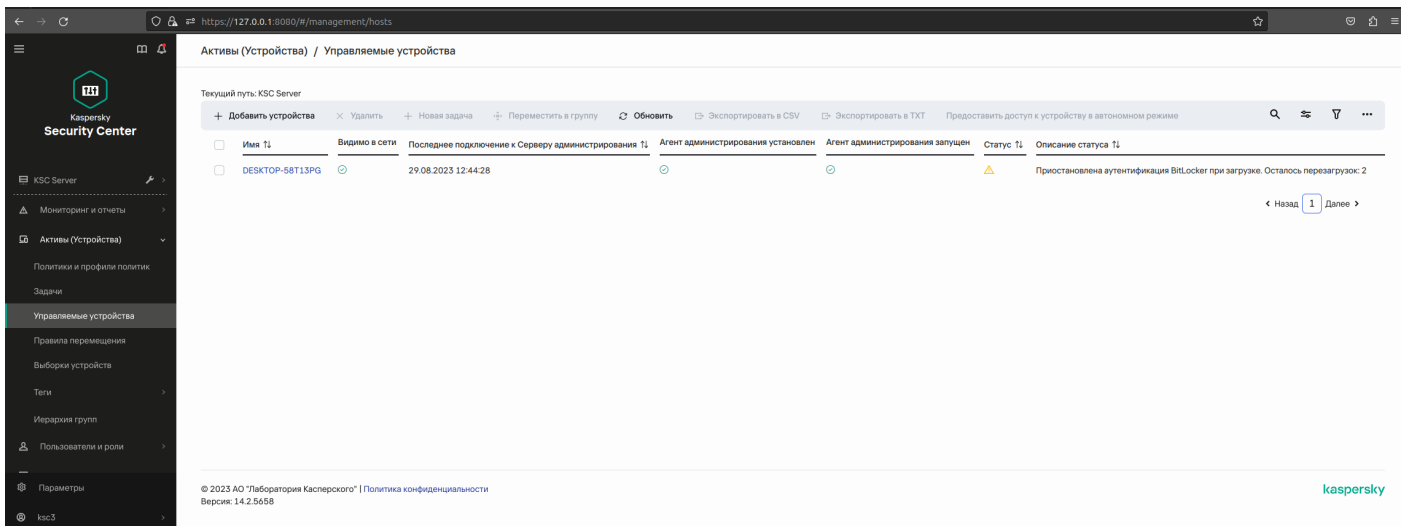 https://127.0.0.1:8080/#/management/hosts
Kaspersky
Security Center
KSC Server
Мониторинг и отчеты
Активы (Устройства)
Политики и профили политик
Задачи
Управляемые устройства
Правила перемещения
Выборки устройств
Теги
Иерархия групп
Пользователи и роли
Параметры
ksc3
Активы (Устройства) / Управляемые устройства
Текущий путь: KSC Server
Добавить устройства Удалить Новая задача Переместить в группу Обновить Экспортировать в CSV Экспортировать в TXT Предоставить доступ к устройству в автономном режиме
Имя Видимо в сети Последнее подключение к Серверу администрирования Агент администрирования установлен Агент администрирования запущен Статус Описание статуса
DESKTOP-58T13PG 29.08.2023 12:44:28 Приостановлена аутентификация BitLocker при загрузке. Осталось перезагрузок: 2
Назад 1 Далее
© 2023 АО "Лаборатория Касперского" | Политика конфиденциальности
Версия: 14.2.5658
kaspersky